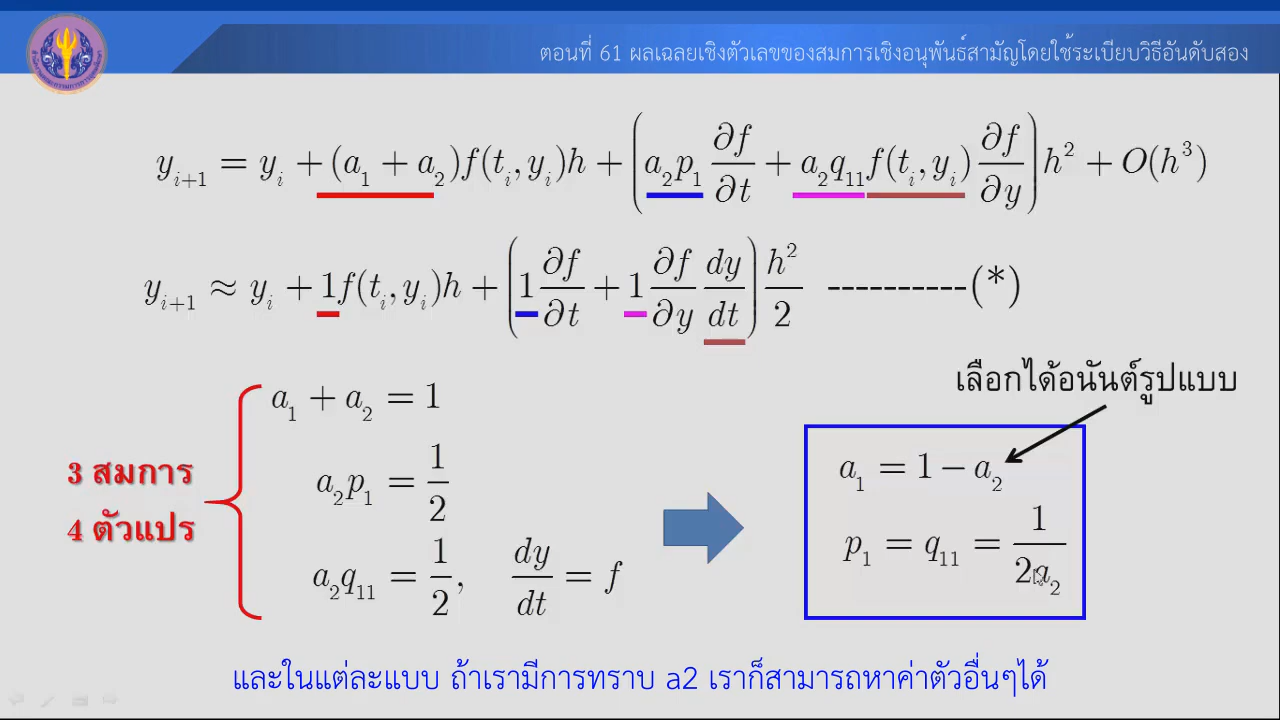 ตอนที่ 61 ผลเฉลยเชิงตัวเลขของสมการเชิงอนุพันธ์สามัญโดยใช้ระเบียบวิธีอันดับสอง
y_{i+1} = y_i + (a_1 + a_2) f(t_i, y_i)h + (a_2 p_1 ∂f/∂t + a_2 q_{11} f(t_i, y_i) ∂f/∂y) h^2 + O(h^3)
y_{i+1} ≈ y_i + 1 f(t_i, y_i)h + (1 ∂f/∂t + 1 ∂f/∂y dy/dt) h^2/2 ----------(*)
เลือกได้อนันต์รูปแบบ
3 สมการ
4 ตัวแปร
a_1 + a_2 = 1
a_2 p_1 = 1/2
a_2 q_{11} = 1/2, dy/dt = f
a_1 = 1 − a_2
p_1 = q_{11} = 1/2a_2
และในแต่ละแบบ ถ้าเรามีการทราบ a2 เราก็สามารถหาค่าตัวอื่นๆได้